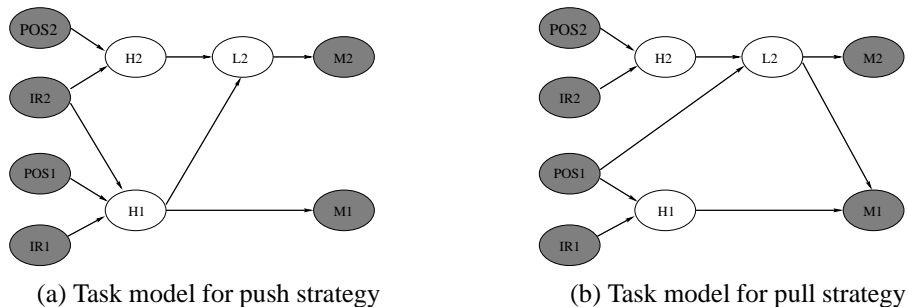 POS2
H2
L2
M2
IR2
POS1
H1
M1
IR1
(a) Task model for push strategy
POS2
H2
L2
M2
IR2
POS1
H1
M1
IR1
(b) Task model for pull strategy